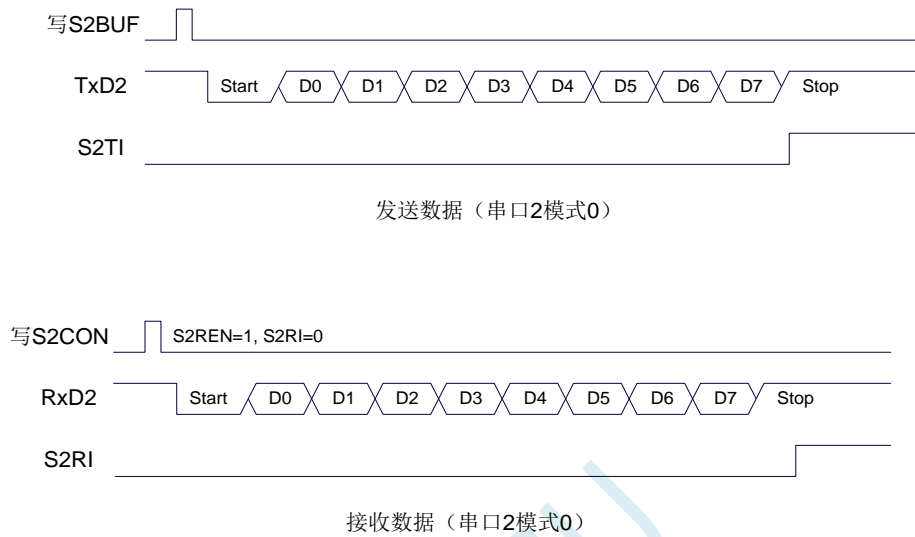 写S2BUF
TxD2 Start D0 D1 D2 D3 D4 D5 D6 D7 Stop
S2TI
发送数据（串口2模式0）
写S2CON S2REN=1, S2RI=0
RxD2 Start D0 D1 D2 D3 D4 D5 D6 D7 Stop
S2RI
接收数据（串口2模式0）